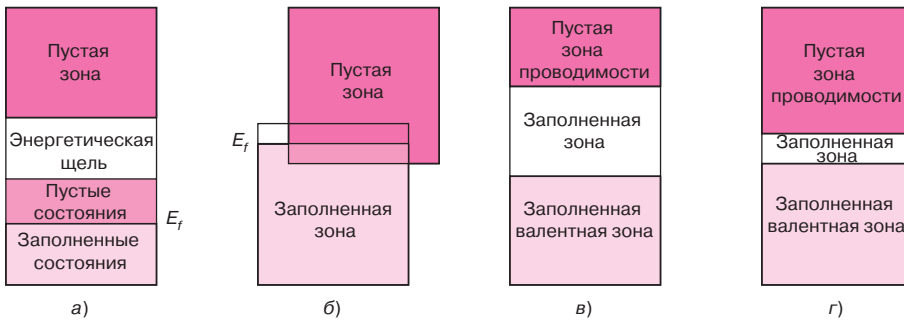 Пустая
зона
Энергетическая
щель
Пустые
состояния
E_f
Заполненные
состояния
а)
Пустая
зона
E_f
Заполненная
зона
б)
Пустая
зона
проводимости
Заполненная
зона
Заполненная
валентная зона
в)
Пустая
зона
проводимости
Заполненная
зона
Заполненная
валентная зона
г)